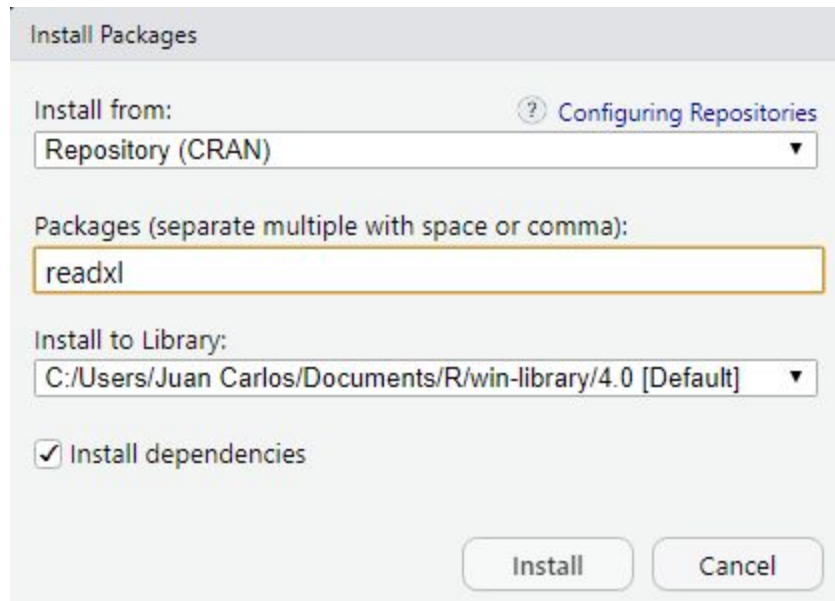 Install Packages
Install from:
? Configuring Repositories
Repository (CRAN)
Packages (separate multiple with space or comma):
readxl
Install to Library:
C:/Users/Juan Carlos/Documents/R/win-library/4.0 [Default]
Install dependencies
Install
Cancel